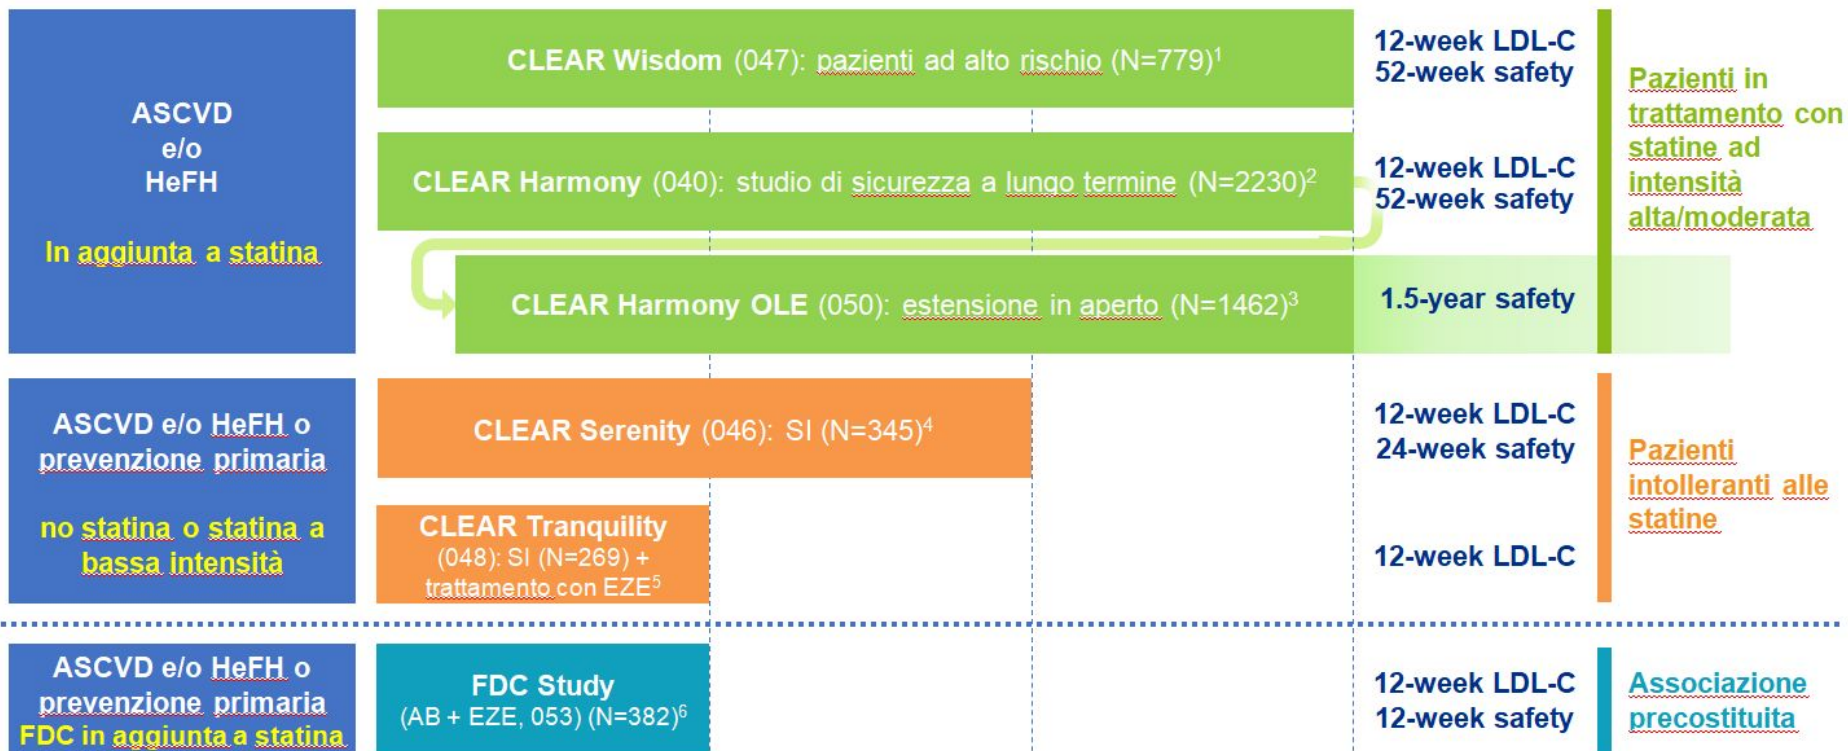 ASCVD
e/o
HeFH
In aggiunta a statina
CLEAR Wisdom (047): pazienti ad alto rischio (N=779)¹
12-week LDL-C
52-week safety
CLEAR Harmony (040): studio di sicurezza a lungo termine (N=2230)²
12-week LDL-C
52-week safety
CLEAR Harmony OLE (050): estensione in aperto (N=1462)³
1.5-year safety
Pazienti in
trattamento con
statine ad
intensità
alta/moderata
ASCVD e/o HeFH o
prevenzione primaria
no statina o statina a
bassa intensità
CLEAR Serenity (046): SI (N=345)⁴
12-week LDL-C
24-week safety
CLEAR Tranquility
(048): SI (N=269) +
trattamento con EZE⁵
12-week LDL-C
Pazienti
intolleranti alle
statine
ASCVD e/o HeFH o
prevenzione primaria
FDC in aggiunta a statina
FDC Study
(AB + EZE, 053) (N=382)⁶
12-week LDL-C
12-week safety
Associazione
precostituita